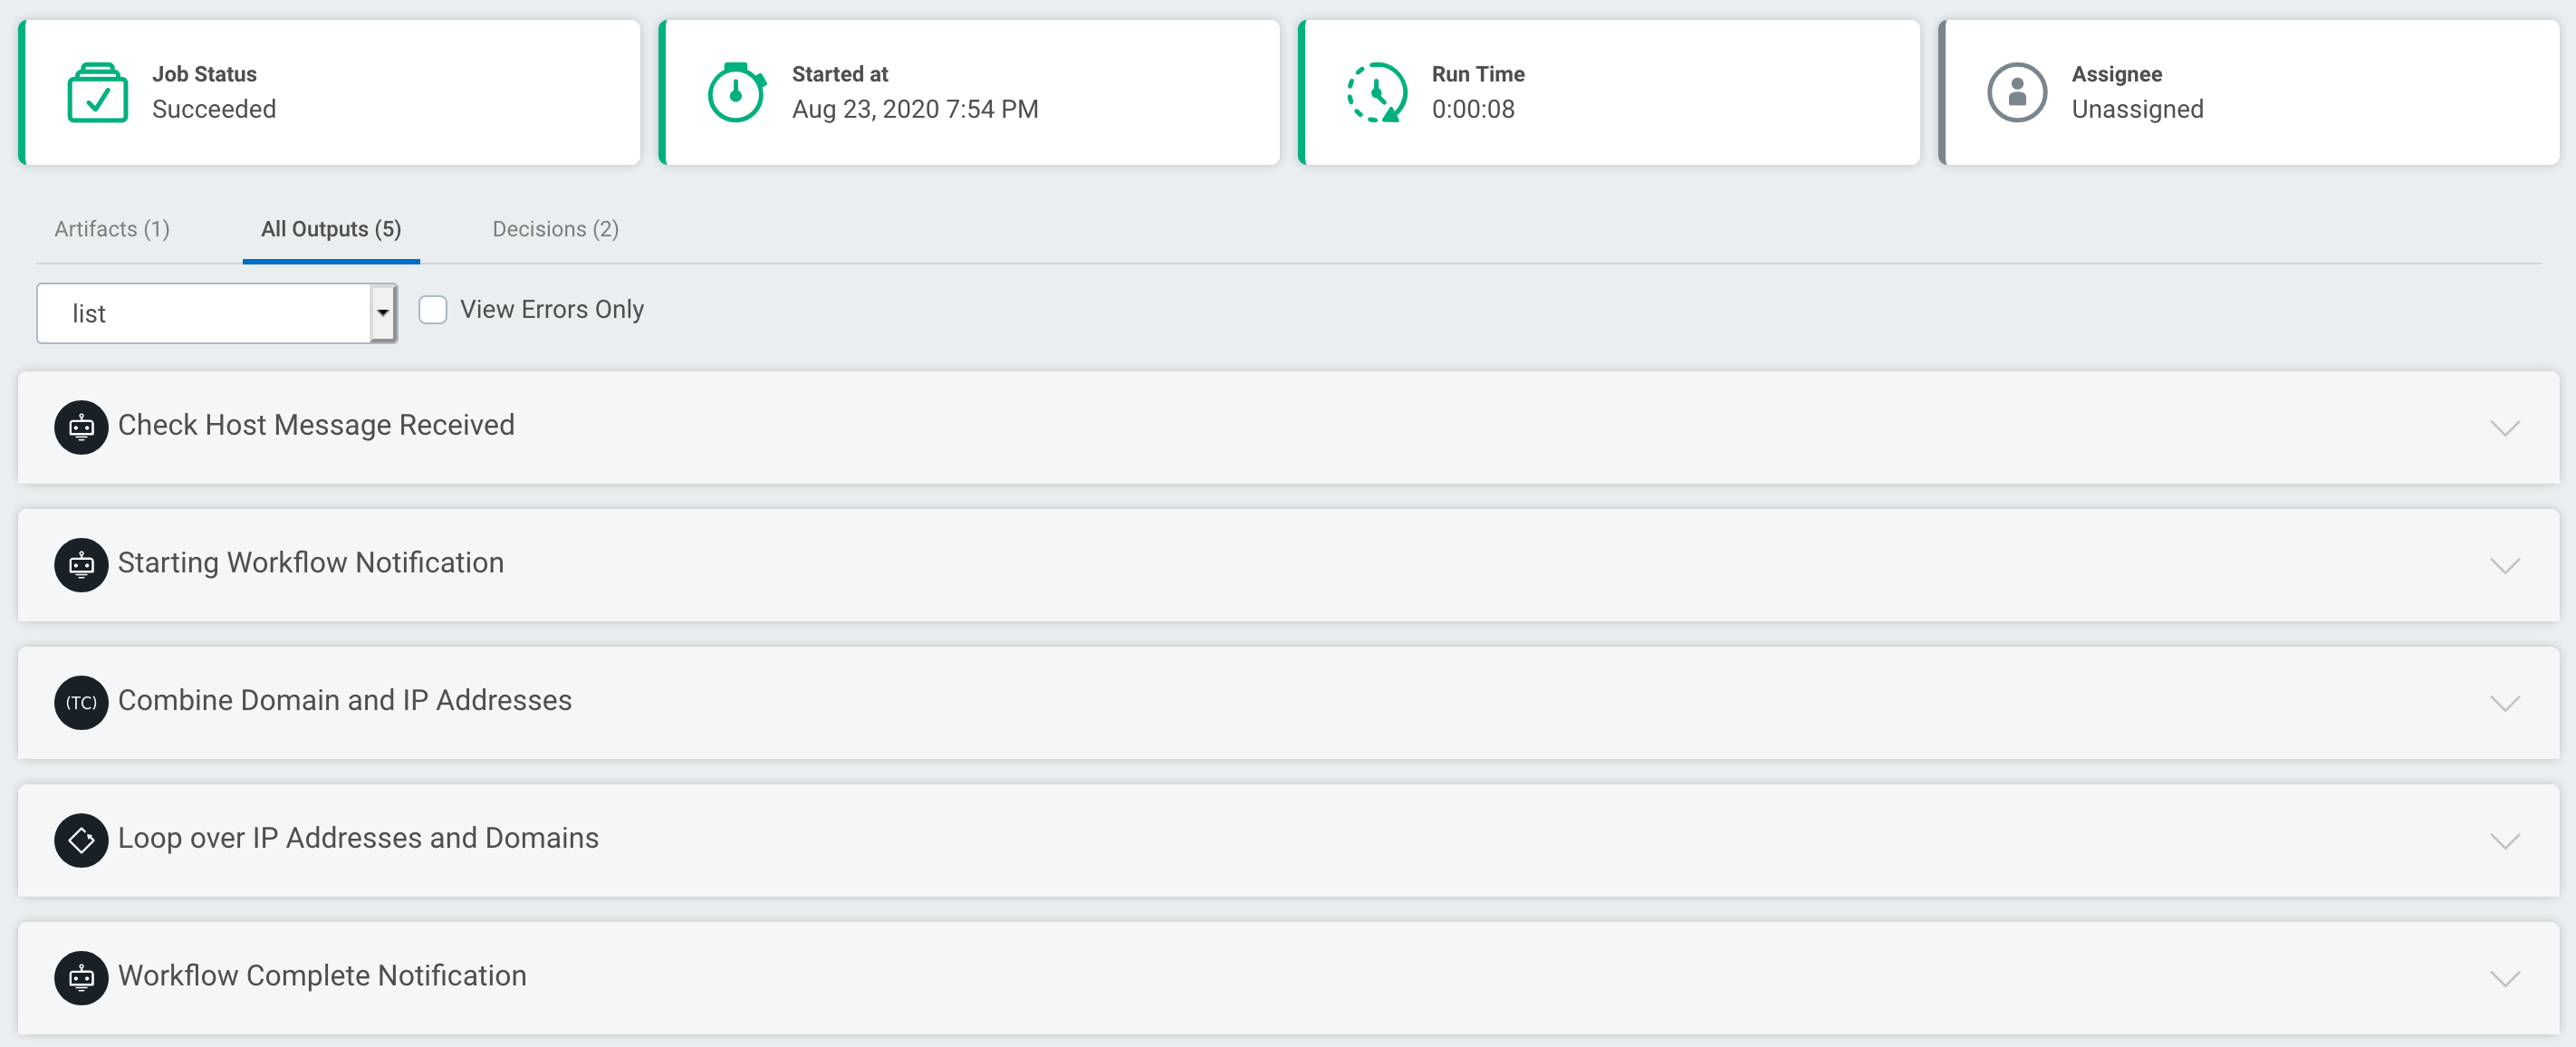 Job Status
Succeeded
Started at
Aug 23, 2020 7:54 PM
Run Time
0:00:08
Assignee
Unassigned
Artifacts (1)
All Outputs (5)
Decisions (2)
list
View Errors Only
Check Host Message Received
Starting Workflow Notification
(TC) Combine Domain and IP Addresses
Loop over IP Addresses and Domains
Workflow Complete Notification